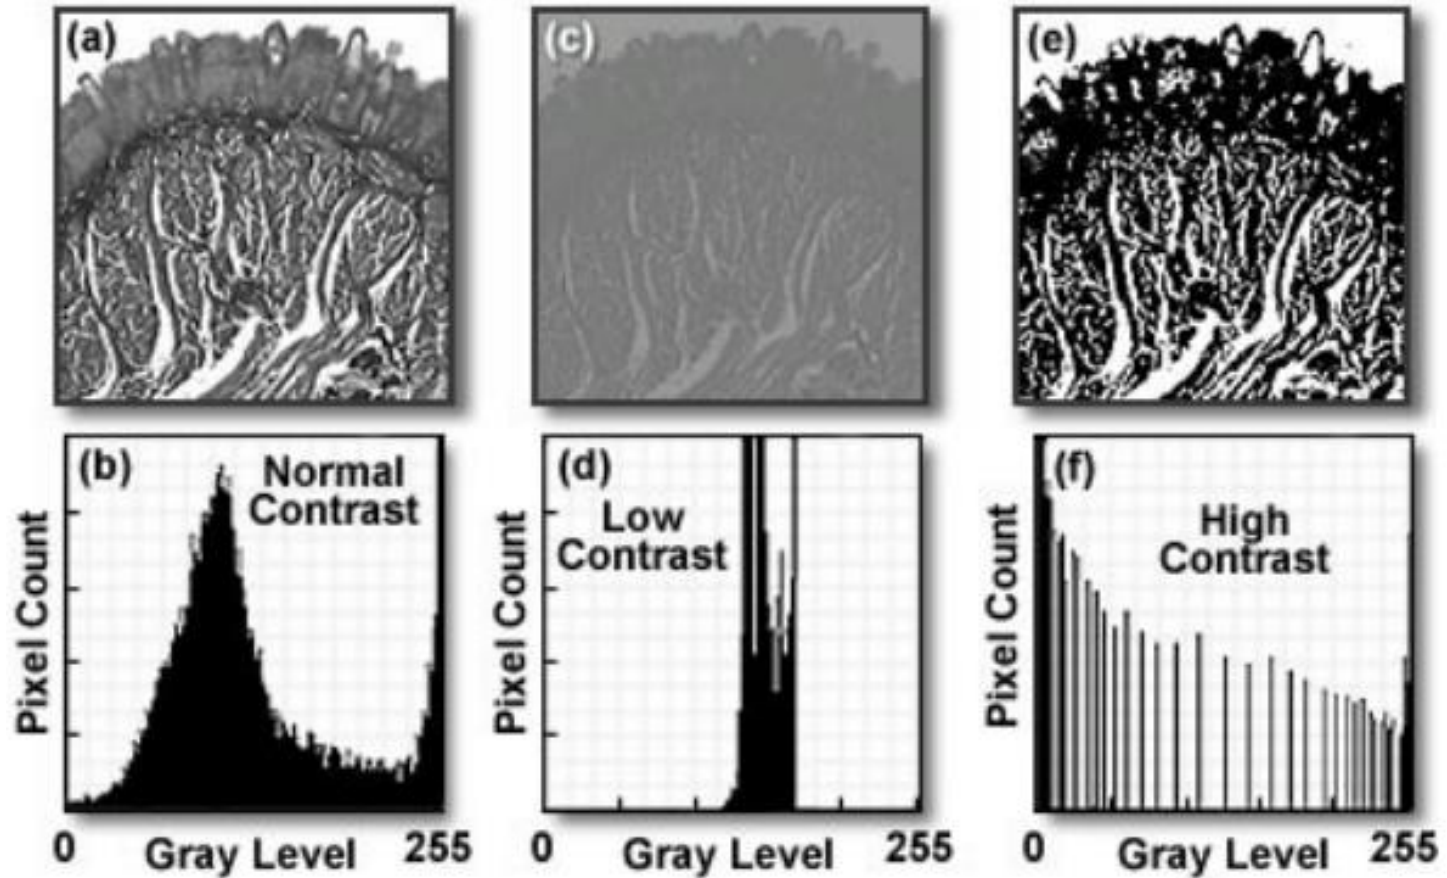 (a)
(c)
(e)
(b)
Normal
Contrast
Pixel Count
0
Gray Level
255
(d)
Low
Contrast
Pixel Count
0
Gray Level
255
(f)
High
Contrast
Pixel Count
0
Gray Level
255